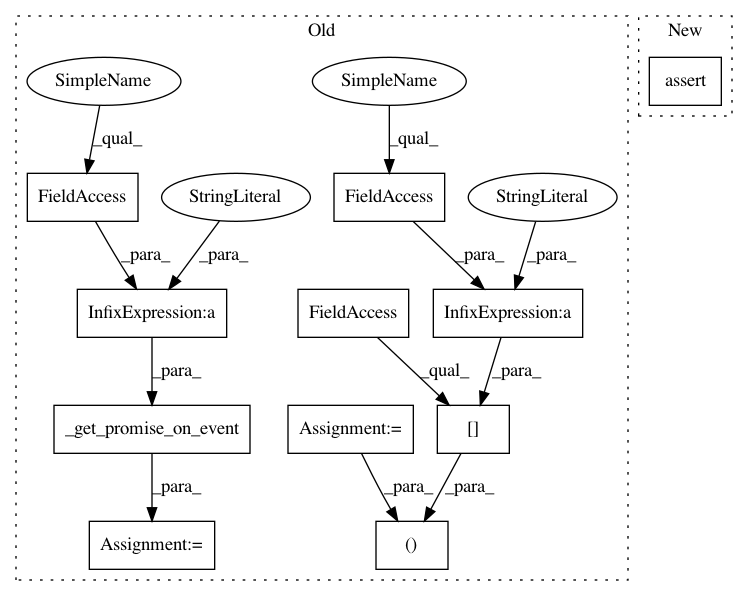 Old
New
SimpleName
SimpleName
assert
_qual_
_qual_
FieldAccess
StringLiteral
FieldAccess
StringLiteral
_para_
_para_
_para_
_para_
InfixExpression:a
FieldAccess
InfixExpression:a
_para_
_qual_
_para_
_get_promise_on_event
Assignment:=
[]
_para_
_para_
_para_
Assignment:=
()